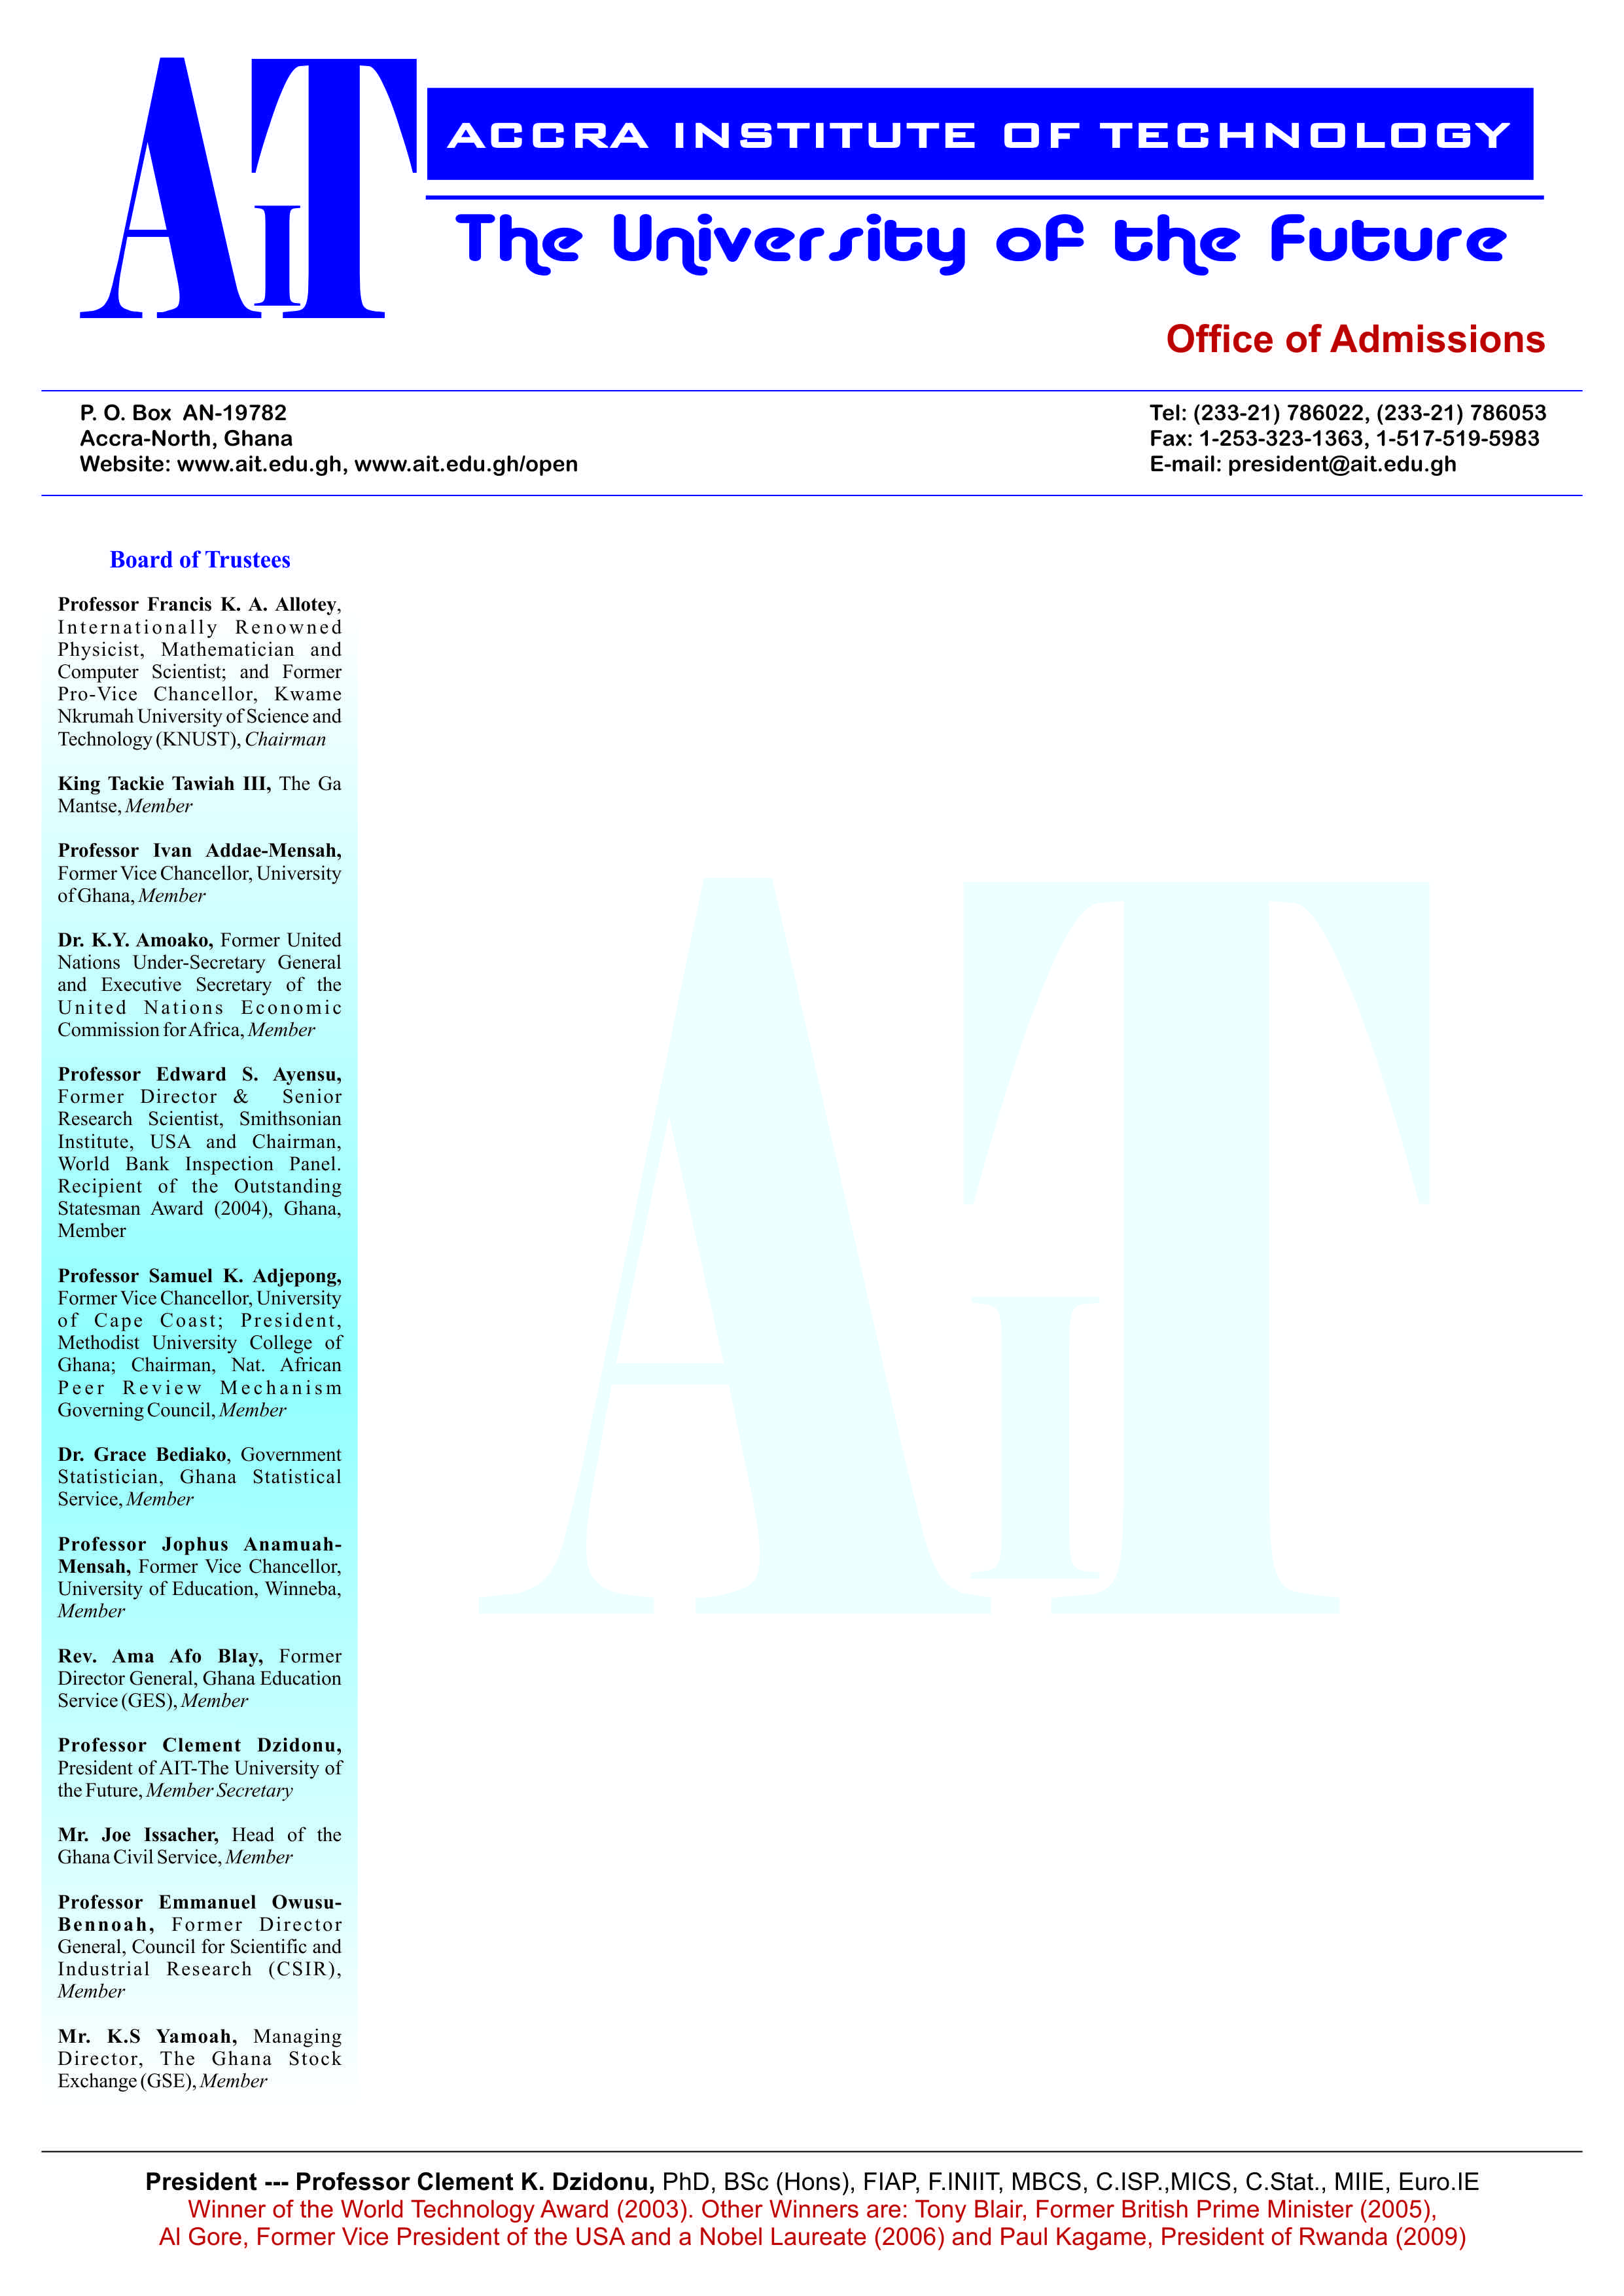 AIT
ACCRA INSTITUTE OF TECHNOLOGY
The University of the Future
Office of Admissions
P. O. Box AN-19782
Accra-North, Ghana
Website: www.ait.edu.gh, www.ait.edu.gh/open
Tel: (233-21) 786022, (233-21) 786053
Fax: 1-253-323-1363, 1-517-519-5983
E-mail: president@ait.edu.gh
Board of Trustees
Professor Francis K. A. Allotey,
Internationally Renowned
Physicist, Mathematician and
Computer Scientist; and Former
Pro-Vice Chancellor, Kwame
Nkrumah University of Science and
Technology (KNUST), Chairman
King Tackie Tawiah III, The Ga
Mantse, Member
Professor Ivan Addae-Mensah,
Former Vice Chancellor, University
of Ghana, Member
Dr. K.Y. Amoako, Former United
Nations Under-Secretary General
and Executive Secretary of the
United Nations Economic
Commission for Africa, Member
Professor Edward S. Ayensu,
Former Director & Senior
Research Scientist, Smithsonian
Institute, USA and Chairman,
World Bank Inspection Panel.
Recipient of the Outstanding
Statesman Award (2004), Ghana,
Member
Professor Samuel K. Adjepong,
Former Vice Chancellor, University
of Cape Coast; President,
Methodist University College of
Ghana; Chairman, Nat. African
Peer Review Mechanism
Governing Council, Member
Dr. Grace Bediako, Government
Statistician, Ghana Statistical
Service, Member
Professor Jophus Anamuah-
Mensah, Former Vice Chancellor,
University of Education, Winneba,
Member
Rev. Ama Afo Blay, Former
Director General, Ghana Education
Service (GES), Member
Professor Clement Dzidonu,
President of AIT-The University of
the Future, Member Secretary
Mr. Joe Issacher, Head of the
Ghana Civil Service, Member
Professor Emmanuel Owusu-
Bennoah, Former Director
General, Council for Scientific and
Industrial Research (CSIR),
Member
Mr. K.S Yamoah, Managing
Director, The Ghana Stock
Exchange (GSE), Member
AIT
President --- Professor Clement K. Dzidonu, PhD, BSc (Hons), FIAP, F.INIIT, MBCS, C.ISP.,MICS, C.Stat., MIIE, Euro.IE
Winner of the World Technology Award (2003). Other Winners are: Tony Blair, Former British Prime Minister (2005),
Al Gore, Former Vice President of the USA and a Nobel Laureate (2006) and Paul Kagame, President of Rwanda (2009)